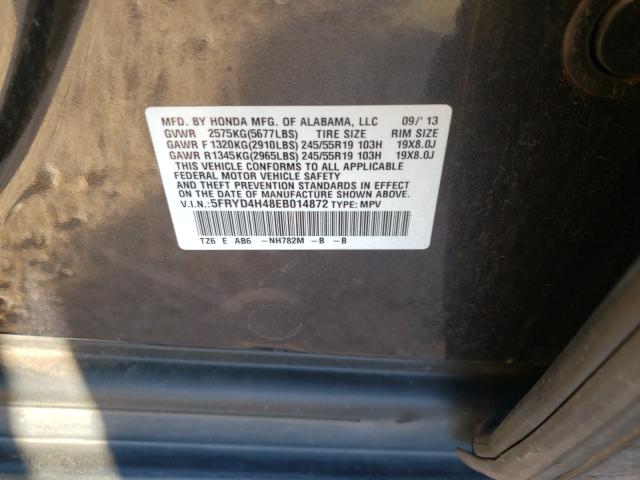 MFD. BY HONDA MFG. OF ALABAMA, LLC 09/'13
GVWR 2575KG(5677LBS) TIRE SIZE RIM SIZE
GAWR F 1320KG(2910LBS) 245/55R19 103H 19X8.0J
GAWR R1345KG(2965LBS) 245/55R19 103H 19X8.0J
THIS VEHICLE CONFORMS TO ALL APPLICABLE
FEDERAL MOTOR VEHICLE SAFETY AND THEFT
PREVENTION STANDARDS IN EFFECT ON THE DATE
OF MANUFACTURE SHOWN ABOVE.
V.I.N.:5FRYD4H48EB014872 TYPE: MPV
TZ6 E AB6 -NH782M -B -B